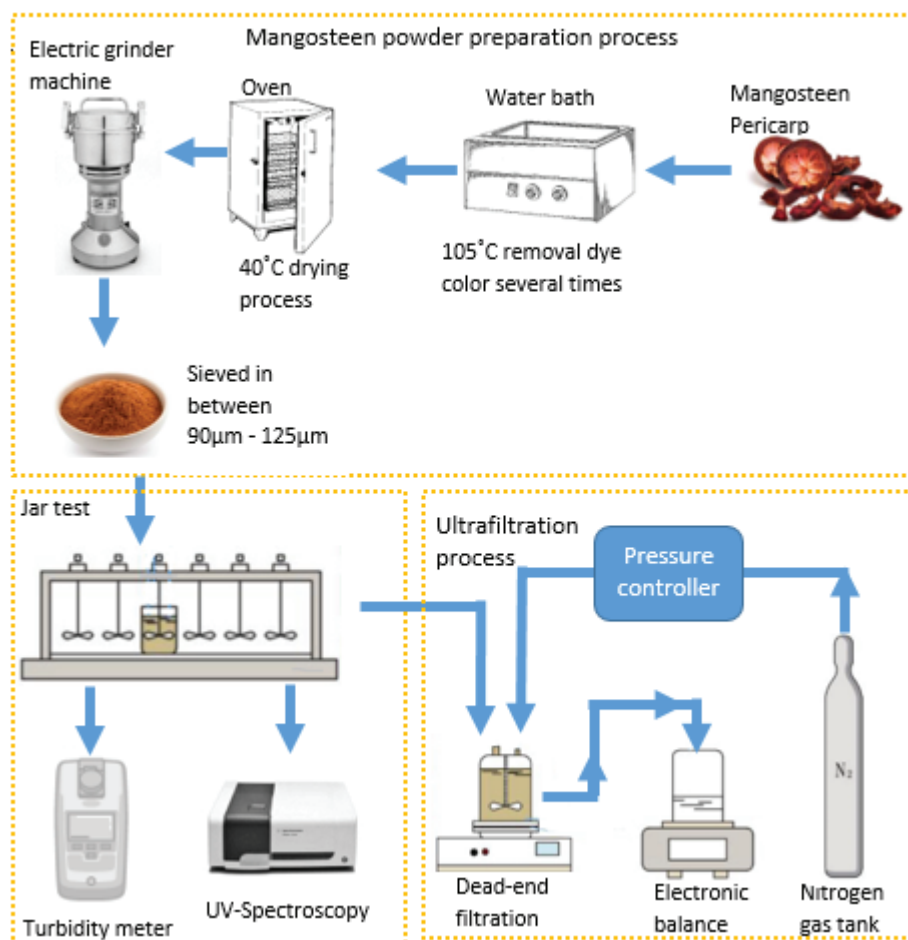 Mangosteen powder preparation process
Electric grinder
machine
Oven
Water bath
Mangosteen
Pericarp
40˚C drying
process
105˚C removal dye
color several times
Sieved in
between
90µm - 125µm
Jar test
Ultrafiltration
process
Pressure
controller
N2
Turbidity meter
UV-Spectroscopy
Dead-end
filtration
Electronic
balance
Nitrogen
gas tank